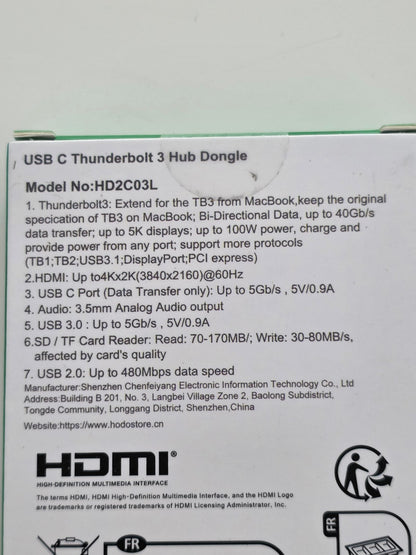 USB C Thunderbolt 3 Hub Dongle
Model No:HD2C03L
1. Thunderbolt3: Extend for the TB3 from MacBook,keep the original
specication of TB3 on MacBook; Bi-Directional Data, up to 40Gb/s
data transfer; up to 5K displays; up to 100W power, charge and
provide power from any port; support more protocols
(TB1;TB2;USB3.1;DisplayPort;PCI express)
2.HDMI: Up to4Kx2K(3840x2160)@60Hz
3. USB C Port (Data Transfer only): Up to 5Gb/s , 5V/0.9A
4. Audio: 3.5mm Analog Audio output
5. USB 3.0 : Up to 5Gb/s , 5V/0.9A
6.SD / TF Card Reader: Read: 70-170MB/; Write: 30-80MB/s,
affected by card's quality
7. USB 2.0: Up to 480Mbps data speed
Manufacturer:Shenzhen Chenfeiyang Electronic Information Technology Co., Ltd
Address:Building B 201, No. 3, Langbei Village Zone 2, Baolong Subdistrict,
Tongde Community, Longgang District, Shenzhen,China
Website:https://www.hodostore.cn
HDMI®
HIGH-DEFINITION MULTIMEDIA INTERFACE
The terms HDMI, HDMI High-Definition Multimedia Interface, and the HDMI Logo
are trademarks or registered trademarks of HDMI Licensing Administrator, Inc.
FR
FR